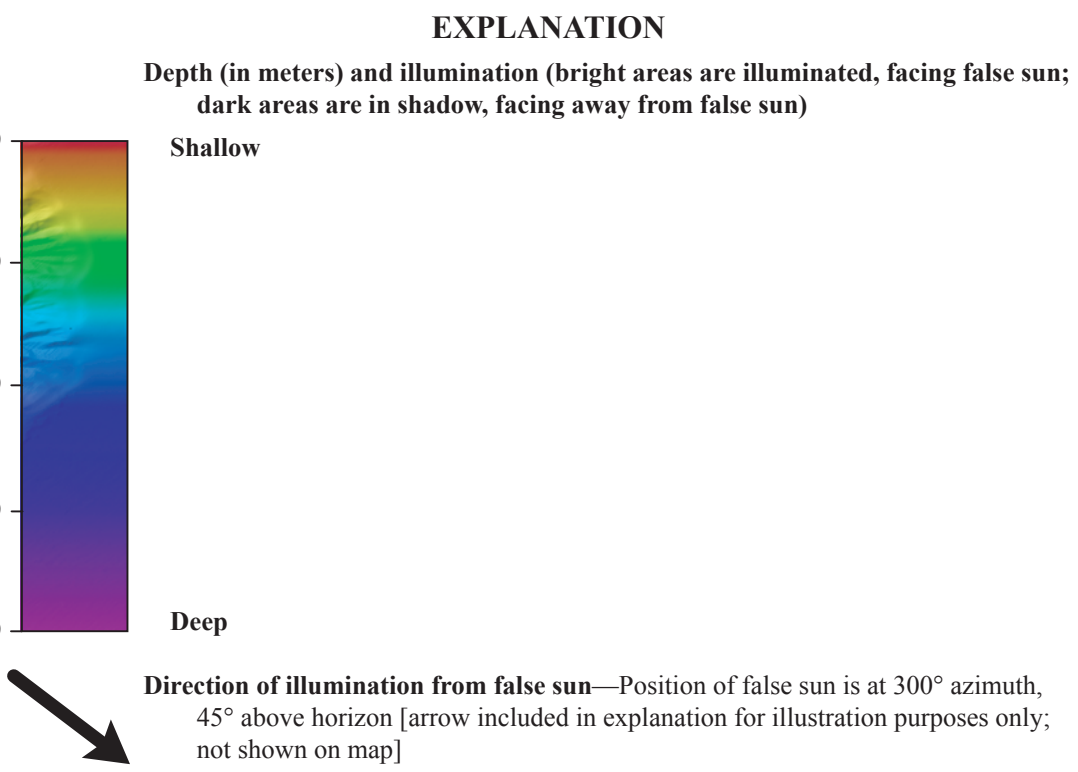 EXPLANATION
Depth (in meters) and illumination (bright areas are illuminated, facing false sun;
dark areas are in shadow, facing away from false sun)
Shallow
Deep
Direction of illumination from false sun—Position of false sun is at 300° azimuth,
45° above horizon [arrow included in explanation for illustration purposes only;
not shown on map]